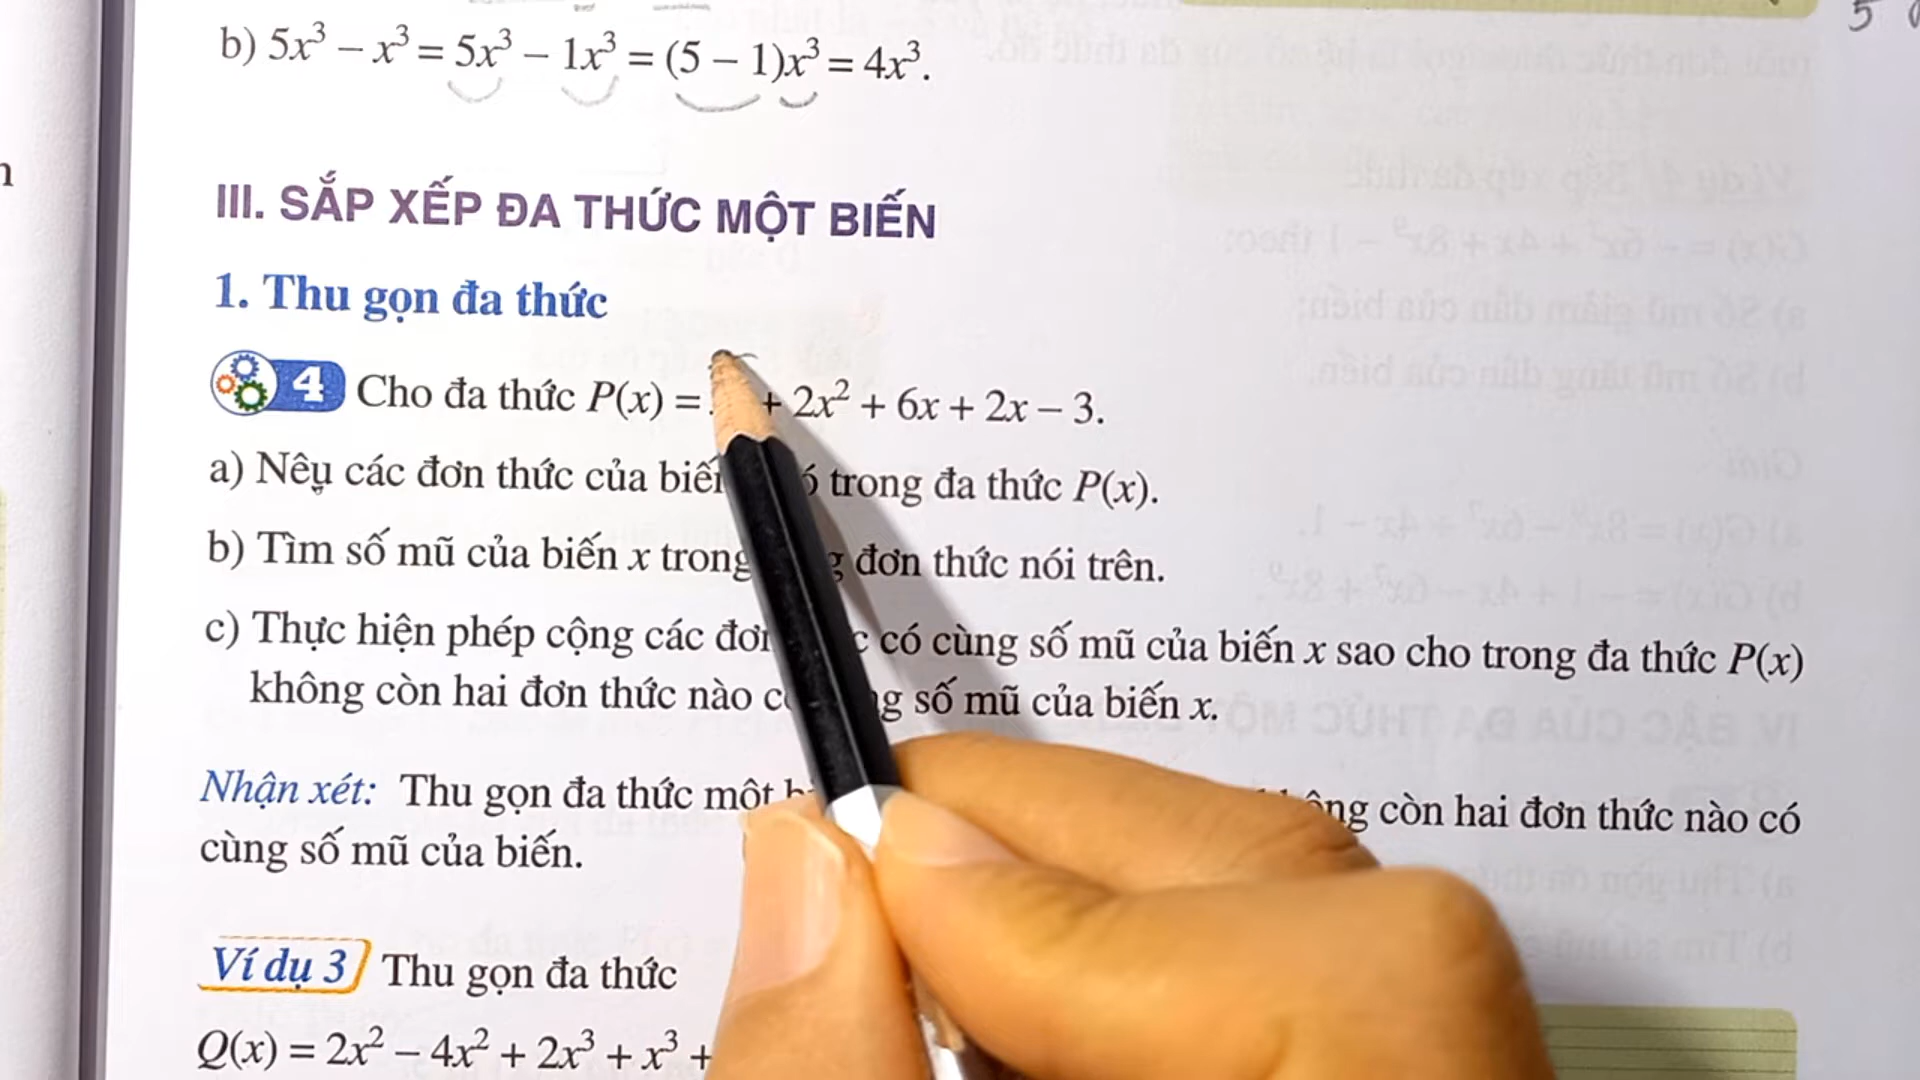 b) 5x³ – x³ = 5x³ – 1x³ = (5 – 1)x³ = 4x³.
5
III. SẮP XẾP ĐA THỨC MỘT BIẾN
1. Thu gọn đa thức
4 Cho đa thức P(x) = + 2x² + 6x + 2x – 3.
a) Nêu các đơn thức của trong đa thức P(x).
b) Tìm số mũ của biến x đơn thức nói trên.
c) Thực hiện phép cộng các có cùng số mũ của biến x sao cho trong đa thức P(x)
không còn hai đơn thức nào số mũ của biến x.
Nhận xét: Thu gọn đa thức một còn hai đơn thức nào có
cùng số mũ của biến.
Ví dụ 3 Thu gọn đa thức
Q(x) = 2x² – 4x² + 2x³ + x³ +